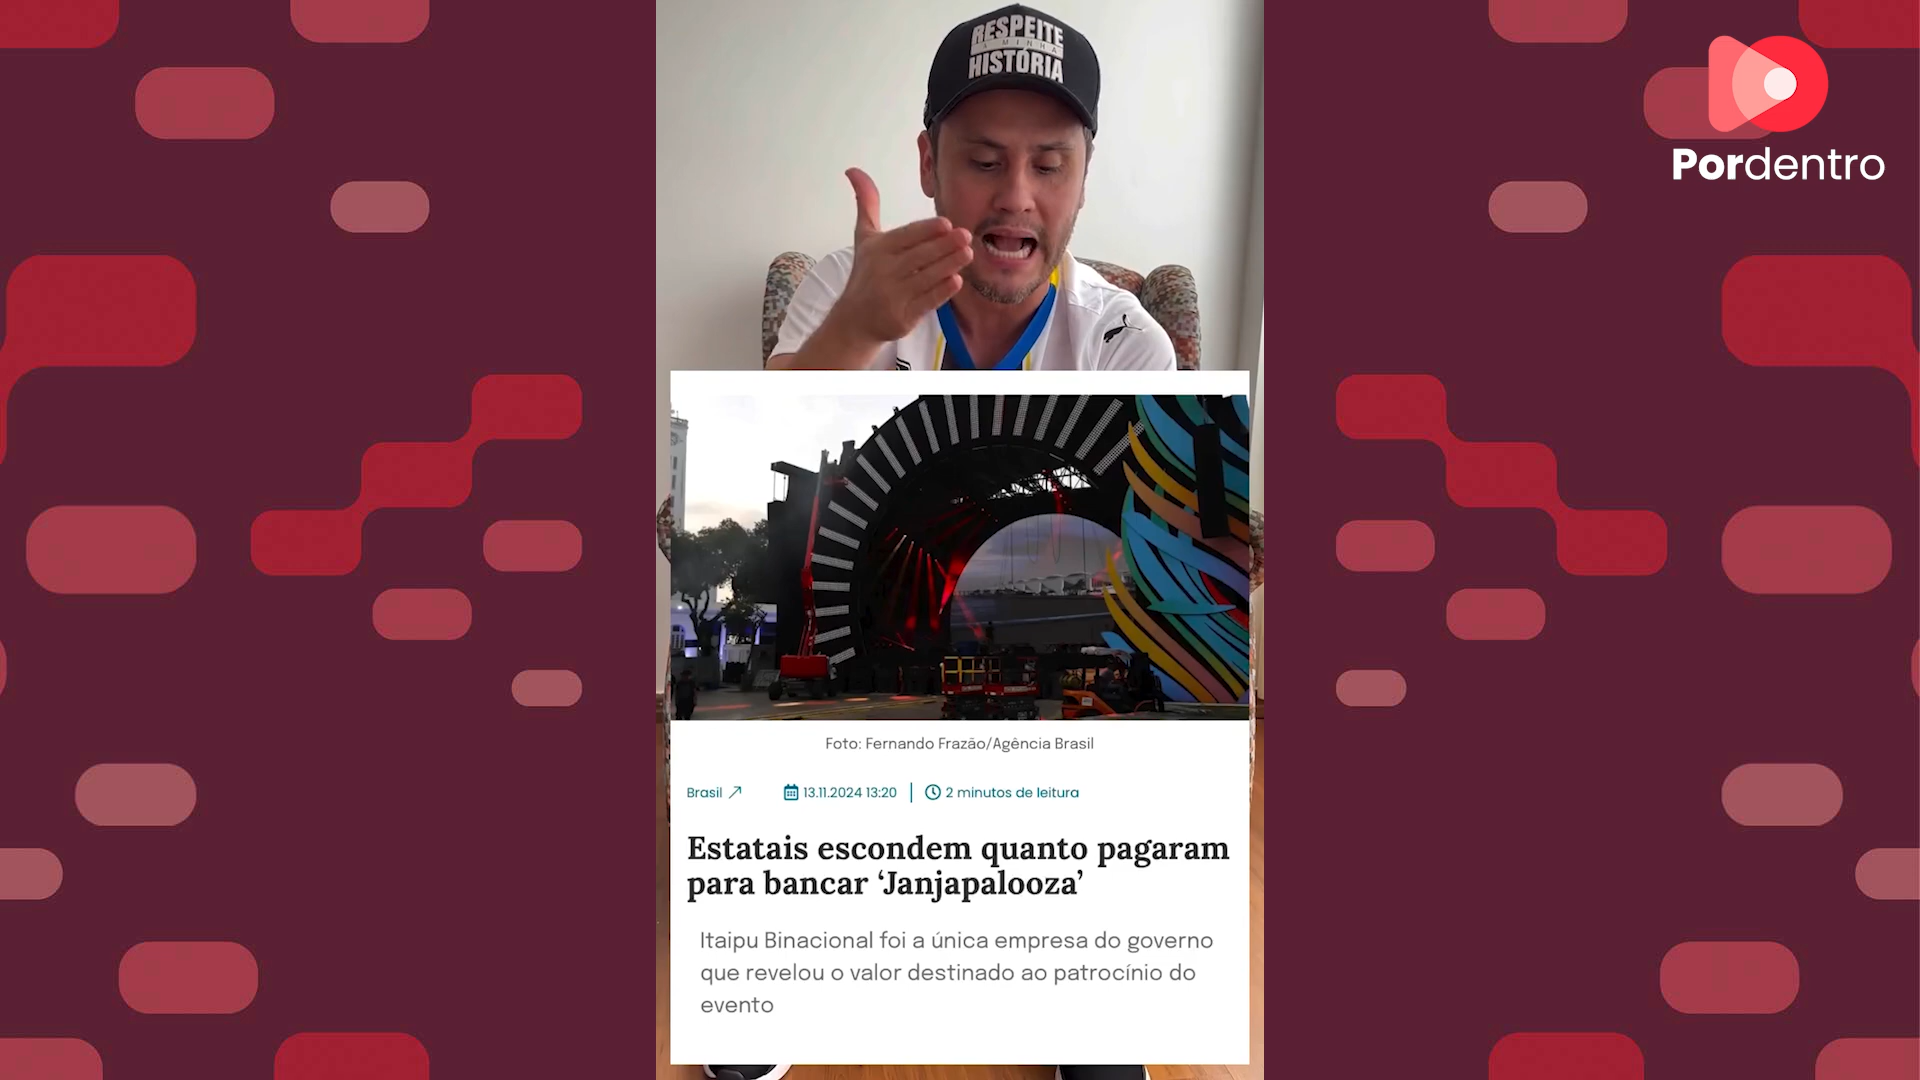 RESPEITE
A MINHA
HISTÓRIA
Pordentro
Foto: Fernando Frazão/Agência Brasil
Brasil
13.11.2024 13:20
2 minutos de leitura
Estatais escondem quanto pagaram
para bancar ‘Janjapalooza’
Itaipu Binacional foi a única empresa do governo
que revelou o valor destinado ao patrocínio do
evento